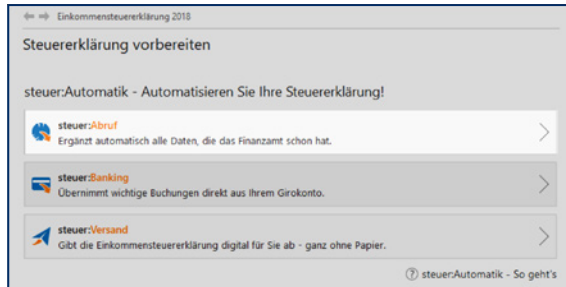 Einkommensteuererklärung 2018
Steuererklärung vorbereiten
steuer:Automatik - Automatisieren Sie Ihre Steuererklärung!
steuer:Abruf
Ergänzt automatisch alle Daten, die das Finanzamt schon hat.
steuer:Banking
Übernimmt wichtige Buchungen direkt aus Ihrem Girokonto.
steuer:Versand
Gibt die Einkommensteuererklärung digital für Sie ab - ganz ohne Papier.
? steuer:Automatik - So geht's